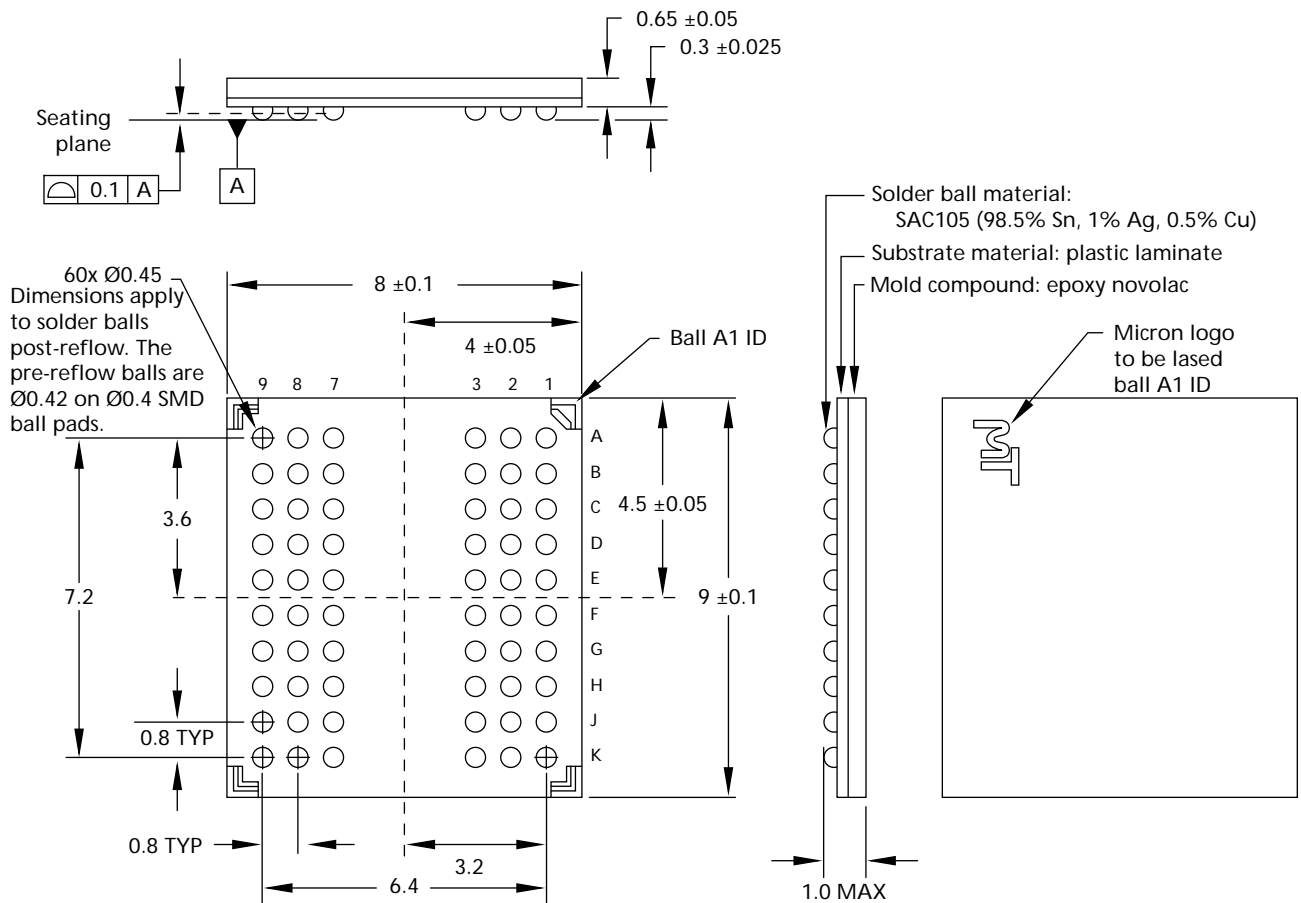 0.65 ±0.05
0.3 ±0.025
Seating
plane
0.1 A
A
Solder ball material:
SAC105 (98.5% Sn, 1% Ag, 0.5% Cu)
Substrate material: plastic laminate
Mold compound: epoxy novolac
60x Ø0.45
Dimensions apply
to solder balls
post-reflow. The
pre-reflow balls are
Ø0.42 on Ø0.4 SMD
ball pads.
8 ±0.1
4 ±0.05
Ball A1 ID
Micron logo
to be lased
ball A1 ID
9 8 7 3 2 1
A
B
C
D
E
F
G
H
J
K
4.5 ±0.05
3.6
7.2
9 ±0.1
0.8 TYP
0.8 TYP
3.2
6.4
1.0 MAX